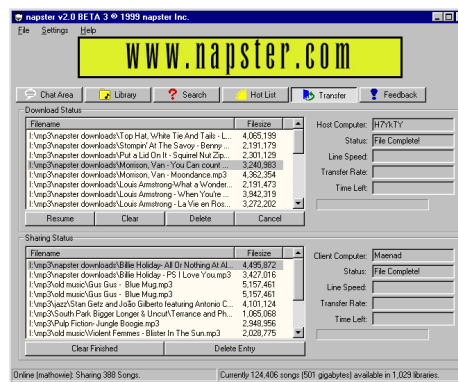 napster v2.0 BETA 3 ® 1999 napster Inc.
File Settings Help
www.napster.com
Chat Area Library Search Hot List Transfer Feedback
Download Status
Filename Filesize
I:\mp3\napster downloads\Top Hat, White Tie And Tails - L... 4,065,199
I:\mp3\napster downloads\Stompin' At The Savoy - Benny ... 2,191,179
I:\mp3\napster downloads\Put a Lid On It - Squirrel Nut Zip... 2,301,129
I:\mp3\napster downloads\Morrison, Van - You Can count ... 3,240,983
I:\mp3\napster downloads\Morrison, Van - Moondance.mp3 4,362,354
I:\mp3\napster downloads\Louis Armstrong-What a Wonder... 2,191,473
I:\mp3\napster downloads\Louis Armstrong - When You're ... 3,942,319
I:\mp3\napster downloads\Louis Armstrong - La Vie en Ros... 3,272,202
Resume Clear Delete Cancel
Host Computer: H7YkTY
Status: File Complete!
Line Speed:
Transfer Rate:
Time Left:
Sharing Status
Filename Filesize
I:\mp3\napster downloads\Billie Holiday- All Or Nothing At Al... 4,495,872
I:\mp3\napster downloads\Billie Holiday - PS I Love You.mp3 3,427,016
I:\mp3\old music\Gus Gus - Blue Mug.mp3 5,157,461
I:\mp3\old music\Gus Gus - Blue Mug.mp3 5,157,461
I:\mp3\jazz\Stan Getz and João Gilberto featuring Antonio C... 4,101,124
I:\mp3\South Park Bigger Longer & Uncut\Terrance and Ph... 1,065,068
I:\mp3\Pulp Fiction- Jungle Boogie.mp3 2,948,956
I:\mp3\old music\Violent Femmes - Blister In The Sun.mp3 2,028,775
Clear Finished Delete Entry
Client Computer: Maenad
Status: File Complete!
Line Speed:
Transfer Rate:
Time Left:
Online (mathowie): Sharing 388 Songs. Currently 124,406 songs (501 gigabytes) available in 1,029 libraries.